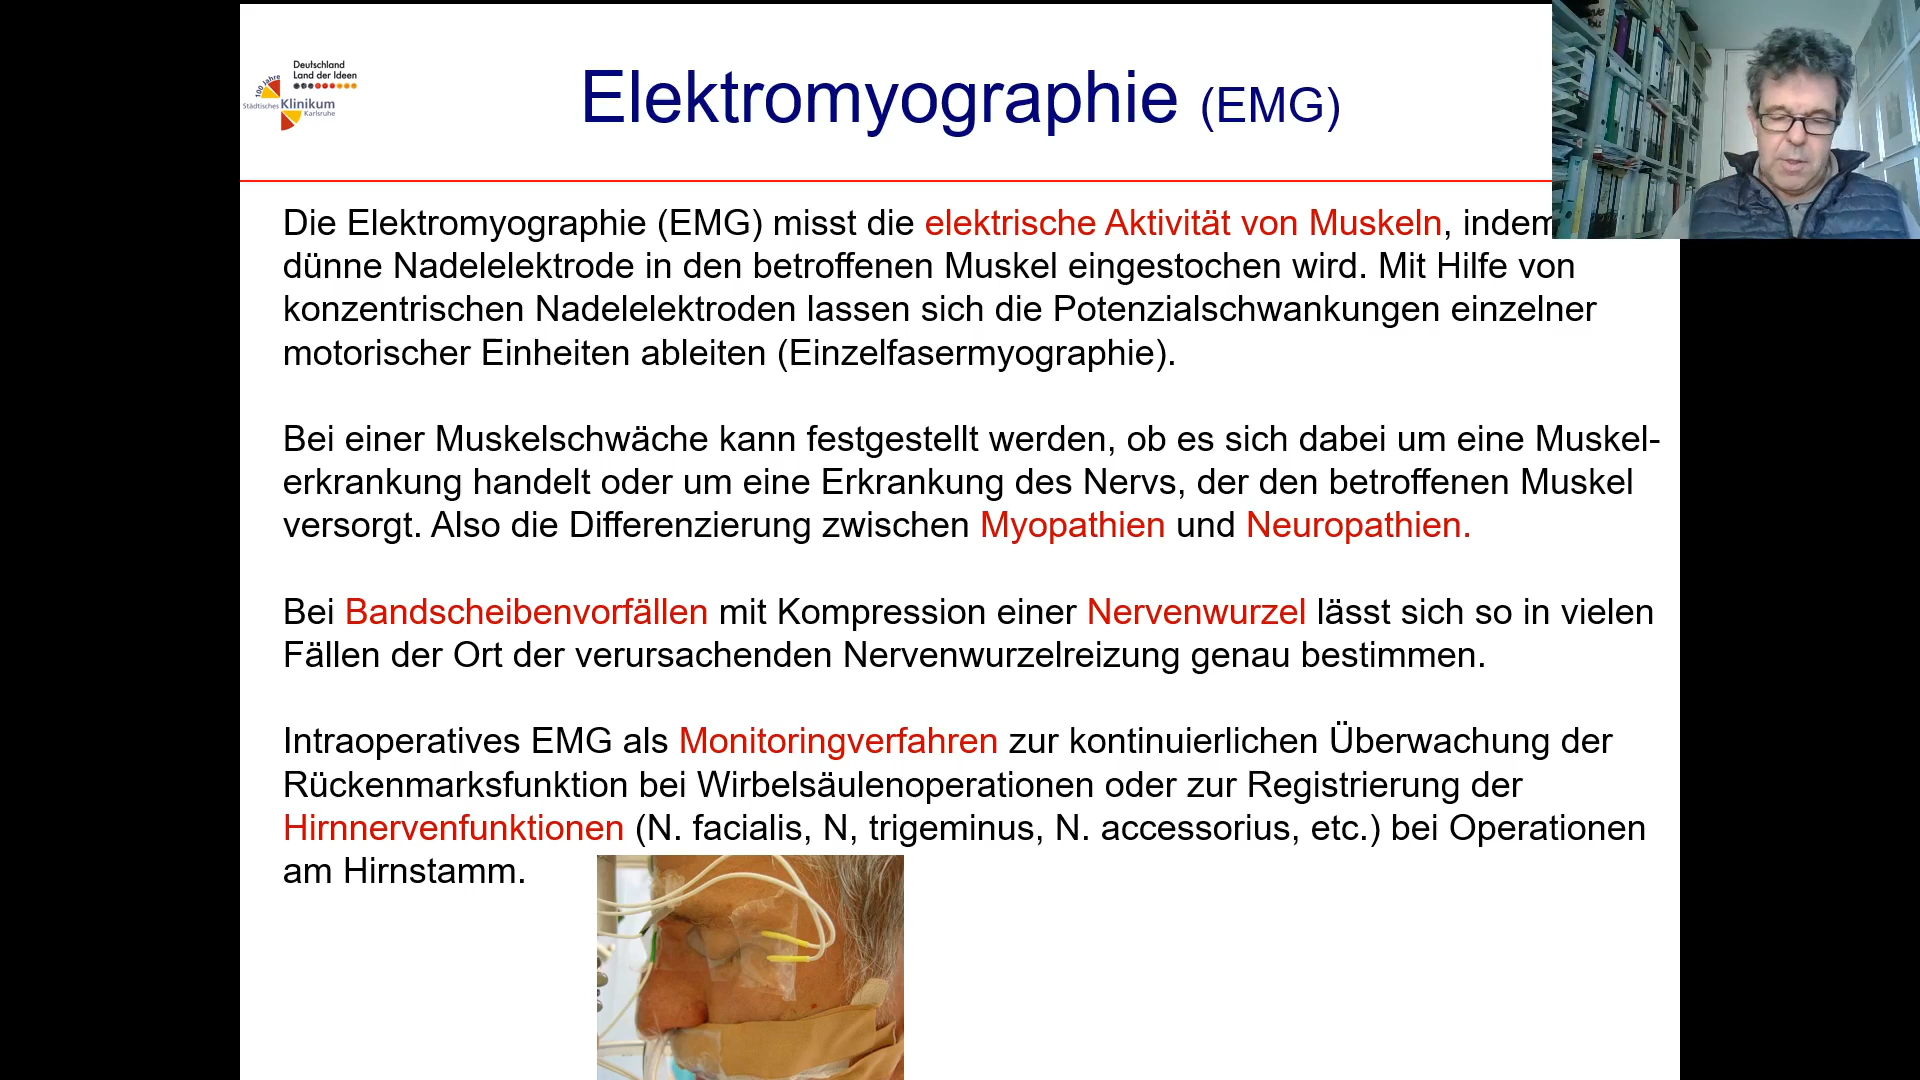 Deutschland
Land der Ideen
100 Jahre
Städtisches Klinikum
Karlsruhe
Elektromyographie (EMG)
Die Elektromyographie (EMG) misst die elektrische Aktivität von Muskeln, indem
dünne Nadelelektrode in den betroffenen Muskel eingestochen wird. Mit Hilfe von
konzentrischen Nadelelektroden lassen sich die Potenzialschwankungen einzelner
motorischer Einheiten ableiten (Einzelfasermyographie).
Bei einer Muskelschwäche kann festgestellt werden, ob es sich dabei um eine Muskel-
erkrankung handelt oder um eine Erkrankung des Nervs, der den betroffenen Muskel
versorgt. Also die Differenzierung zwischen Myopathien und Neuropathien.
Bei Bandscheibenvorfällen mit Kompression einer Nervenwurzel lässt sich so in vielen
Fällen der Ort der verursachenden Nervenwurzelreizung genau bestimmen.
Intraoperatives EMG als Monitoringverfahren zur kontinuierlichen Überwachung der
Rückenmarksfunktion bei Wirbelsäulenoperationen oder zur Registrierung der
Hirnnervenfunktionen (N. facialis, N, trigeminus, N. accessorius, etc.) bei Operationen
am Hirnstamm.